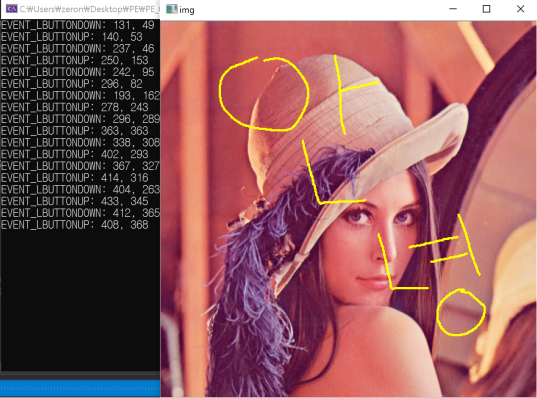 C:₩Users₩zeron₩Desktop₩PE₩PE_
img
EVENT_LBUTTONDOWN: 131, 49
EVENT_LBUTTONUP: 140, 53
EVENT_LBUTTONDOWN: 237, 46
EVENT_LBUTTONUP: 250, 153
EVENT_LBUTTONDOWN: 242, 95
EVENT_LBUTTONUP: 296, 82
EVENT_LBUTTONDOWN: 193, 162
EVENT_LBUTTONUP: 278, 243
EVENT_LBUTTONDOWN: 296, 289
EVENT_LBUTTONUP: 363, 363
EVENT_LBUTTONDOWN: 338, 308
EVENT_LBUTTONUP: 402, 293
EVENT_LBUTTONDOWN: 367, 327
EVENT_LBUTTONUP: 414, 316
EVENT_LBUTTONDOWN: 404, 263
EVENT_LBUTTONUP: 433, 345
EVENT_LBUTTONDOWN: 412, 365
EVENT_LBUTTONUP: 408, 368
안녕